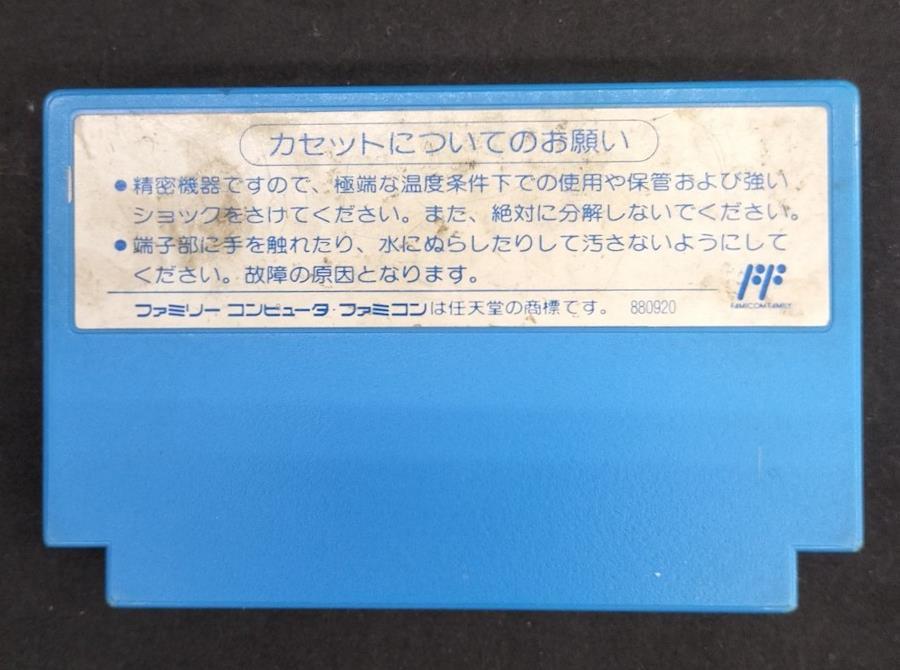 カセットについてのお願い
●精密機器ですので、極端な温度条件下での使用や保管および強い
ショックをさけてください。また、絶対に分解しないでください。
●端子部に手を触れたり、水にぬらしたりして汚さないようにして
ください。故障の原因となります。
FAMICOM FAMILY
ファミリー コンピュータ・ファミコンは任天堂の商標です。 880920